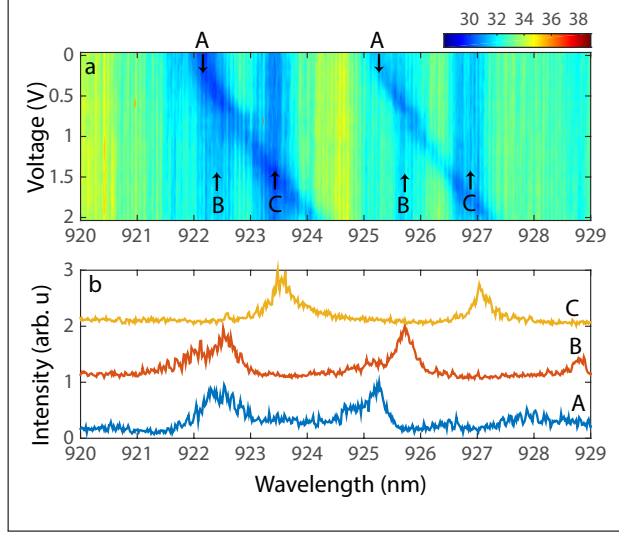 30 32 34 36 38
A A
a
0
0.5
1
1.5
2
Voltage (V)
B C B C
920 921 922 923 924 925 926 927 928 929
b
3
2
1
0
Intensity (arb. u)
C
B
A
920 921 922 923 924 925 926 927 928 929
Wavelength (nm)